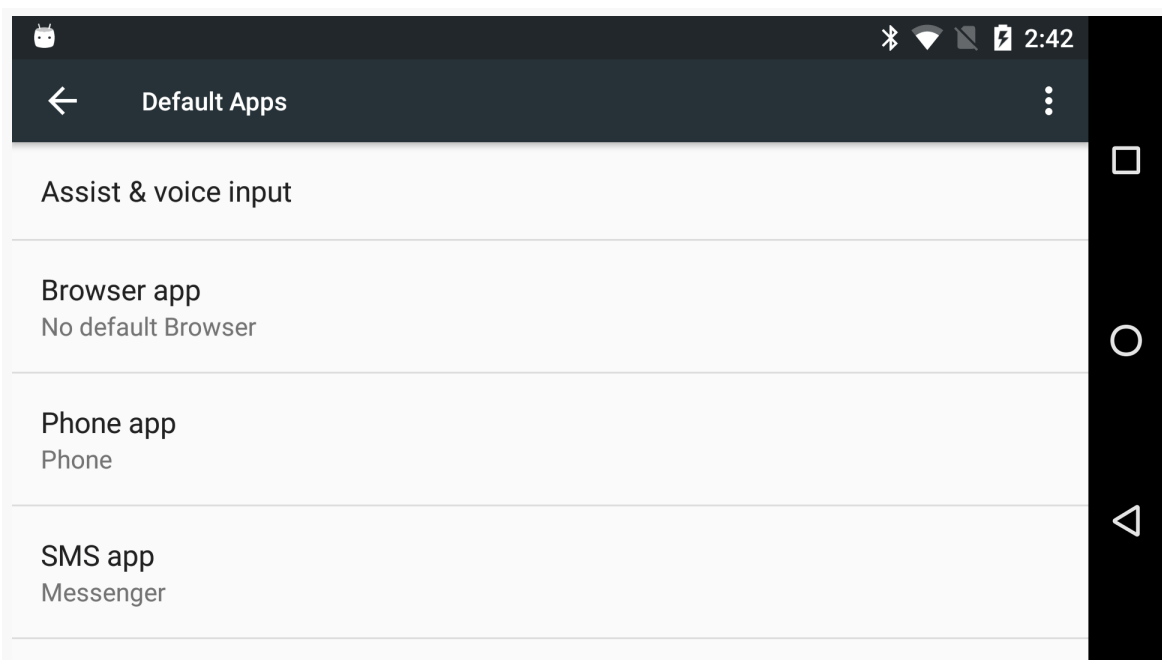 2:42
Default Apps
Assist & voice input
Browser app
No default Browser
Phone app
Phone
SMS app
Messenger